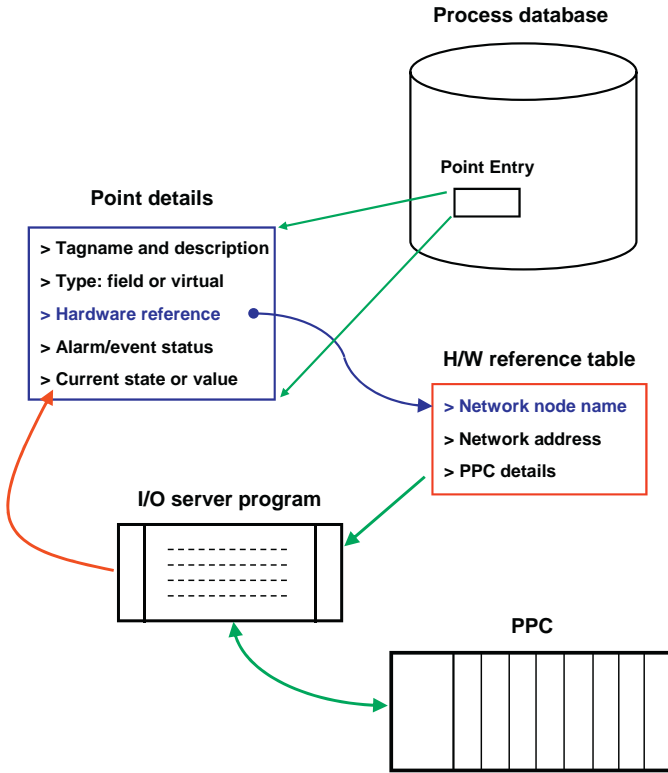 Process database
Point Entry
Point details
> Tagname and description
> Type: field or virtual
> Hardware reference
> Alarm/event status
> Current state or value
H/W reference table
> Network node name
> Network address
> PPC details
I/O server program
PPC